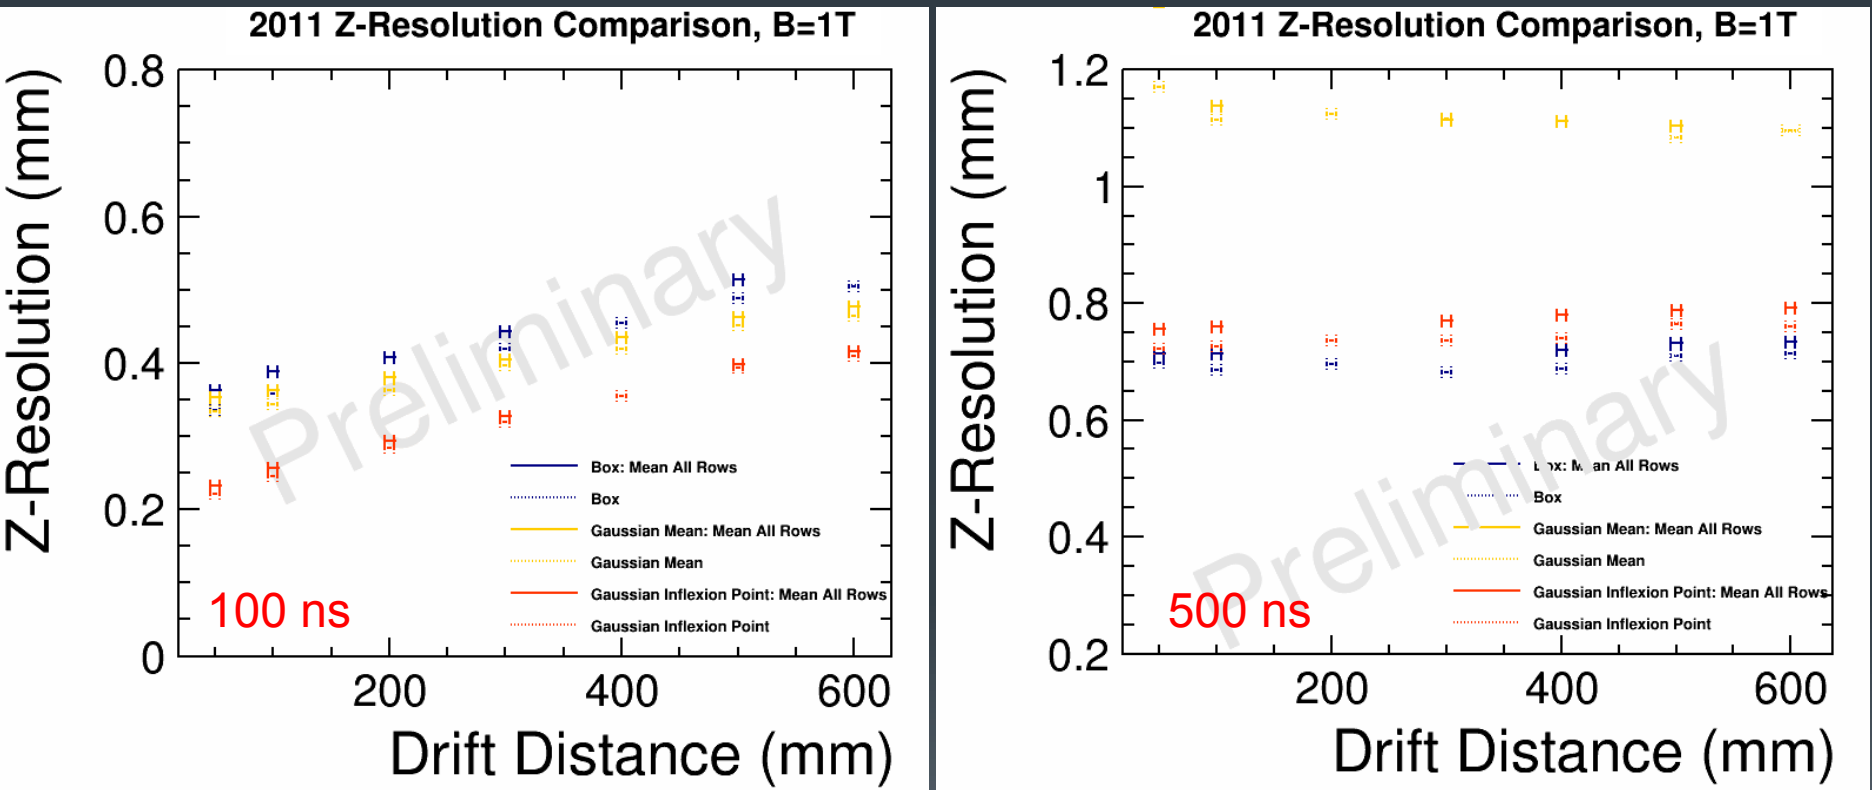 2011 Z-Resolution Comparison, B=1T
Z-Resolution (mm)
0.8
0.6
0.4
0.2
0
Preliminary
Box: Mean All Rows
Box
Gaussian Mean: Mean All Rows
Gaussian Mean
Gaussian Inflexion Point: Mean All Rows
Gaussian Inflexion Point
100 ns
200 400 600
Drift Distance (mm)
2011 Z-Resolution Comparison, B=1T
Z-Resolution (mm)
1.2
1
0.8
0.6
0.4
0.2
Preliminary
Box: Mean All Rows
Box
Gaussian Mean: Mean All Rows
Gaussian Mean
Gaussian Inflexion Point: Mean All Rows
Gaussian Inflexion Point
500 ns
200 400 600
Drift Distance (mm)